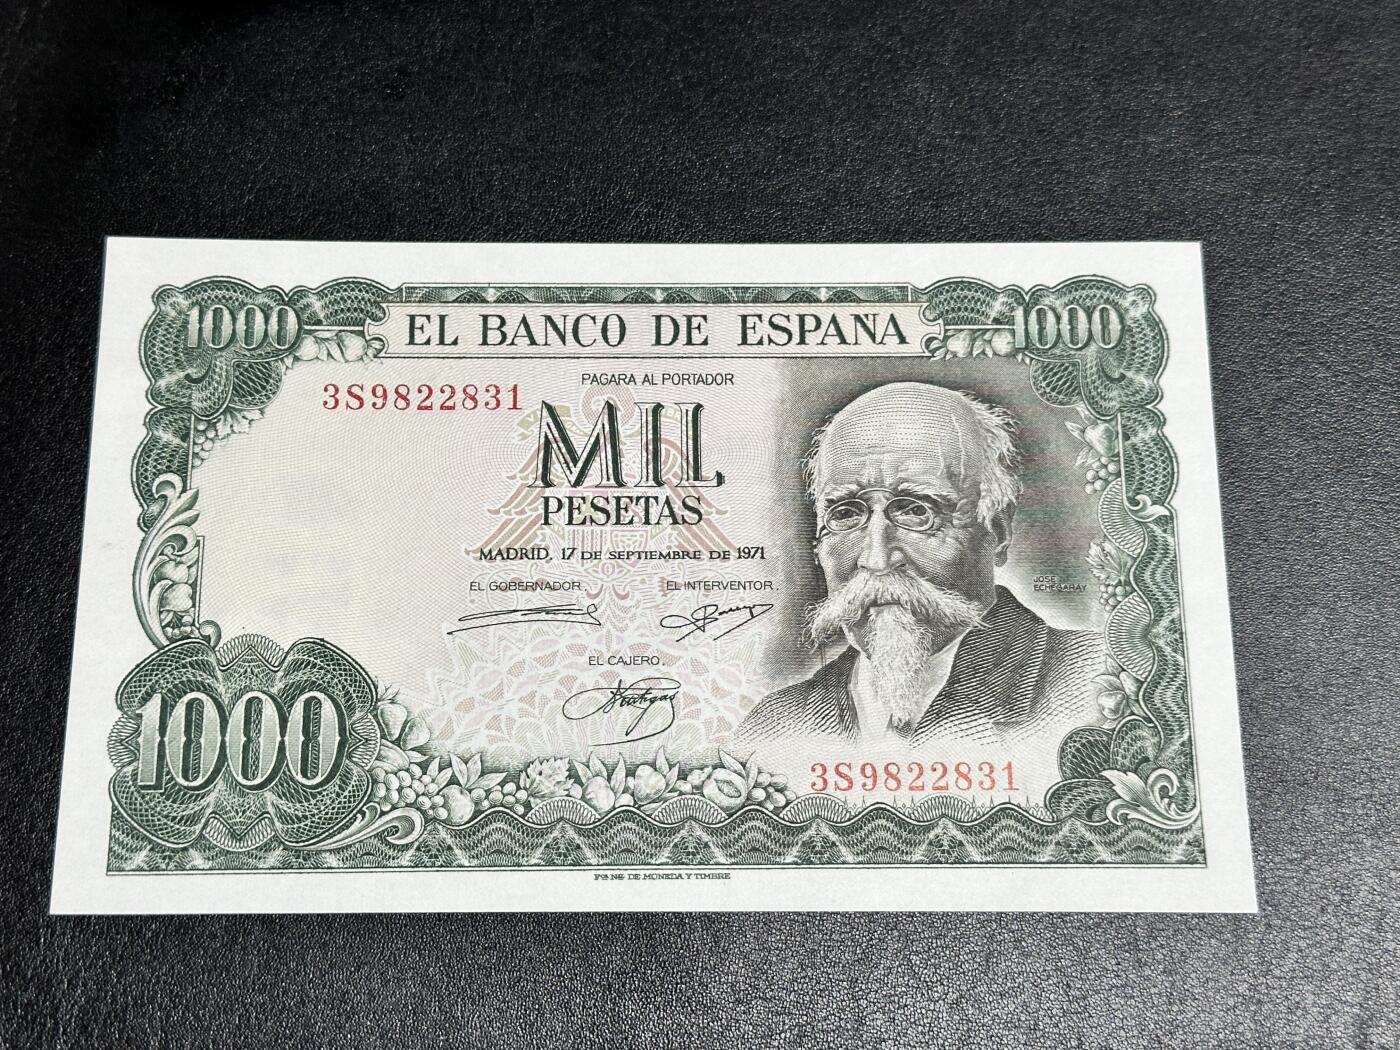 1000 EL BANCO DE ESPAÑA 1000
PAGARA AL PORTADOR
3S9822831
MIL
PESETAS
MADRID, 17 DE SEPTIEMBRE DE 1971
EL GOBERNADOR,
EL INTERVENTOR,
JOSE
ECHEGARAY
EL CAJERO,
1000
3S9822831
FCA NAL DE MONEDA Y TIMBRE